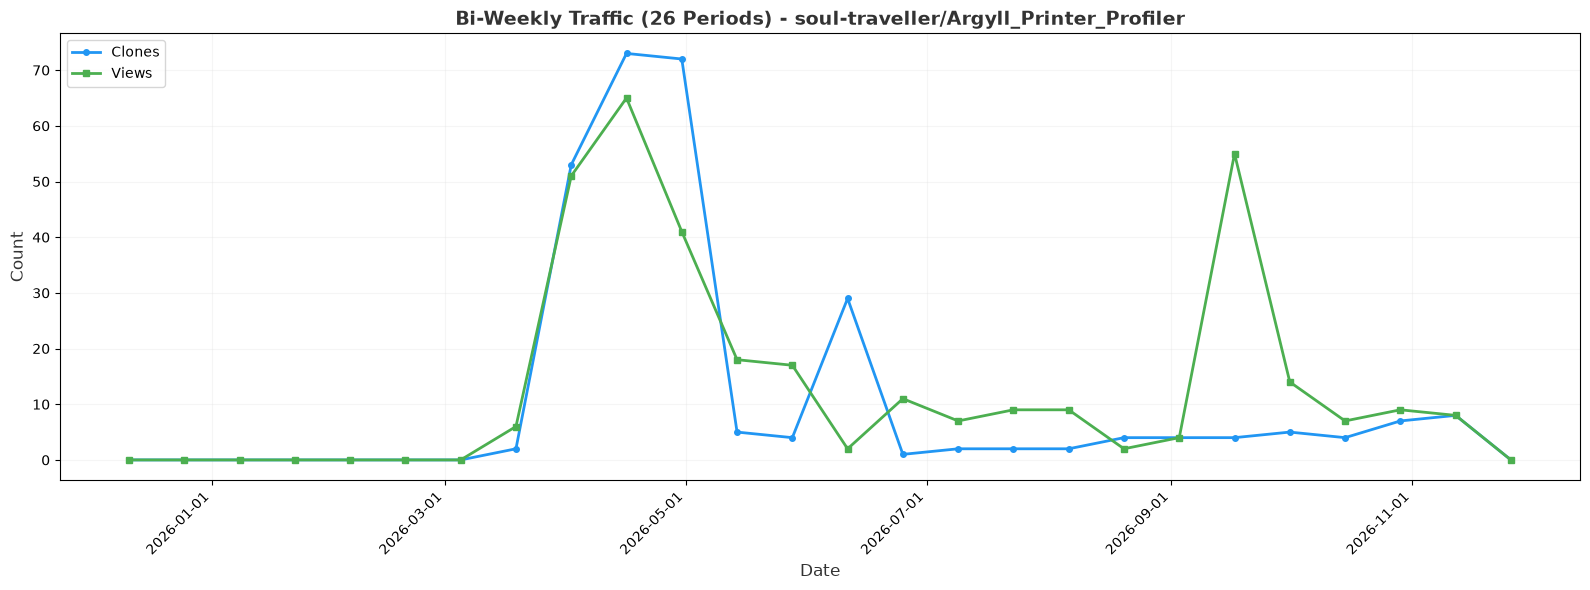 Bi-Weekly Traffic (26 Periods) - soul-traveller/Argyll_Printer_Profiler
Clones
Views
Count
70
60
50
40
30
20
10
0
2026-01-01
2026-03-01
2026-05-01
2026-07-01
2026-09-01
2026-11-01
Date